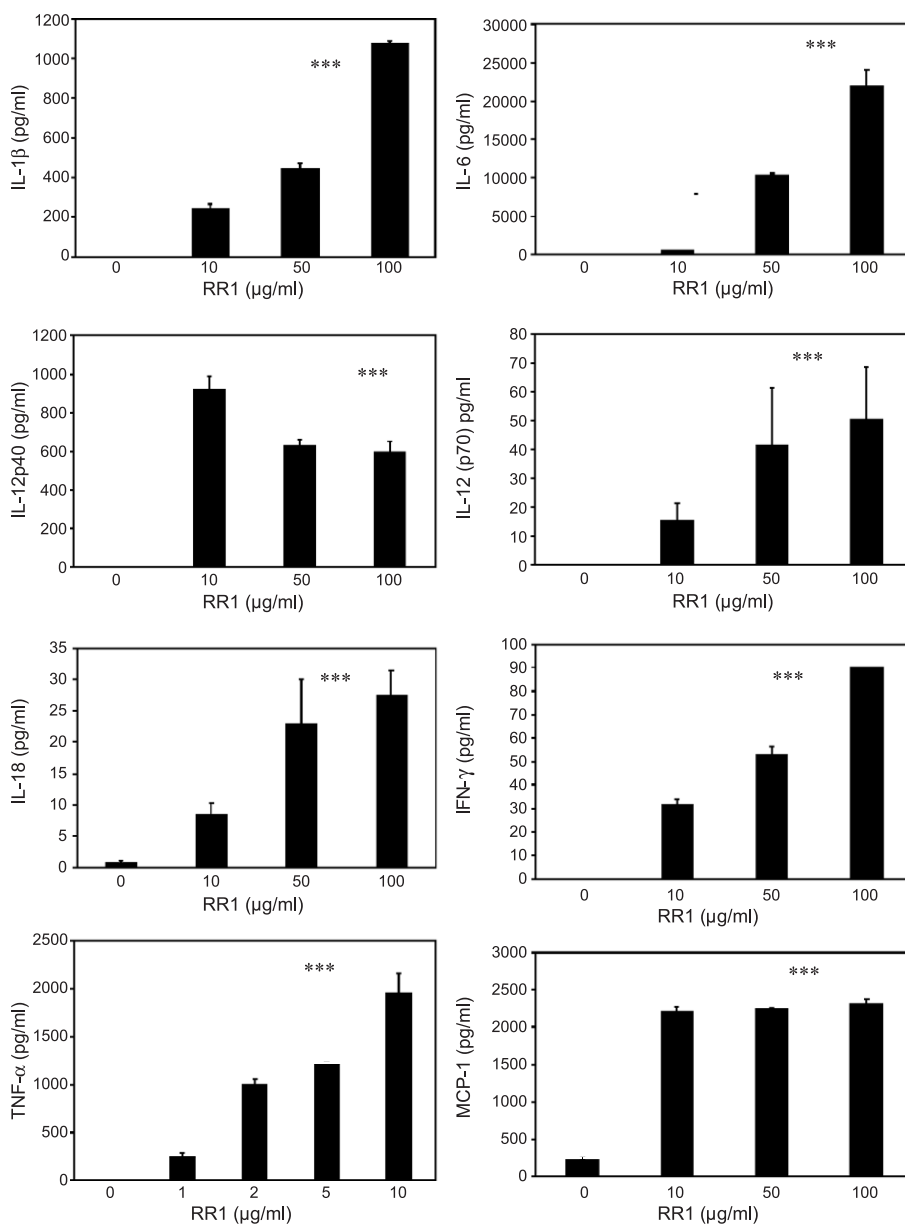 IL-1β (pg/ml)
1200
1000
800
600
400
200
0
***
0 10 50 100
RR1 (µg/ml)
IL-6 (pg/ml)
30000
25000
20000
15000
10000
5000
0
***
0 10 50 100
RR1 (µg/ml)
IL-12p40 (pg/ml)
1200
1000
800
600
400
200
0
***
0 10 50 100
RR1 (µg/ml)
IL-12 (p70) pg/ml
80
70
60
50
40
30
20
10
0
***
0 10 50 100
RR1 (µg/ml)
IL-18 (pg/ml)
35
30
25
20
15
10
5
0
***
0 10 50 100
RR1 (µg/ml)
IFN-γ (pg/ml)
100
90
80
70
60
50
40
30
20
10
0
***
0 10 50 100
RR1 (µg/ml)
TNF-α (pg/ml)
2500
2000
1500
1000
500
0
***
0 1 2 5 10
RR1 (µg/ml)
MCP-1 (pg/ml)
3000
2500
2000
1500
1000
500
0
***
0 10 50 100
RR1 (µg/ml)